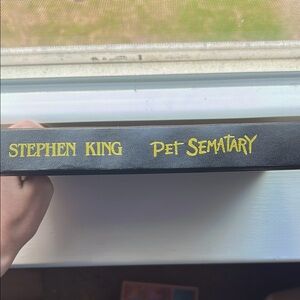 STEPHEN KING PET SEMATARY